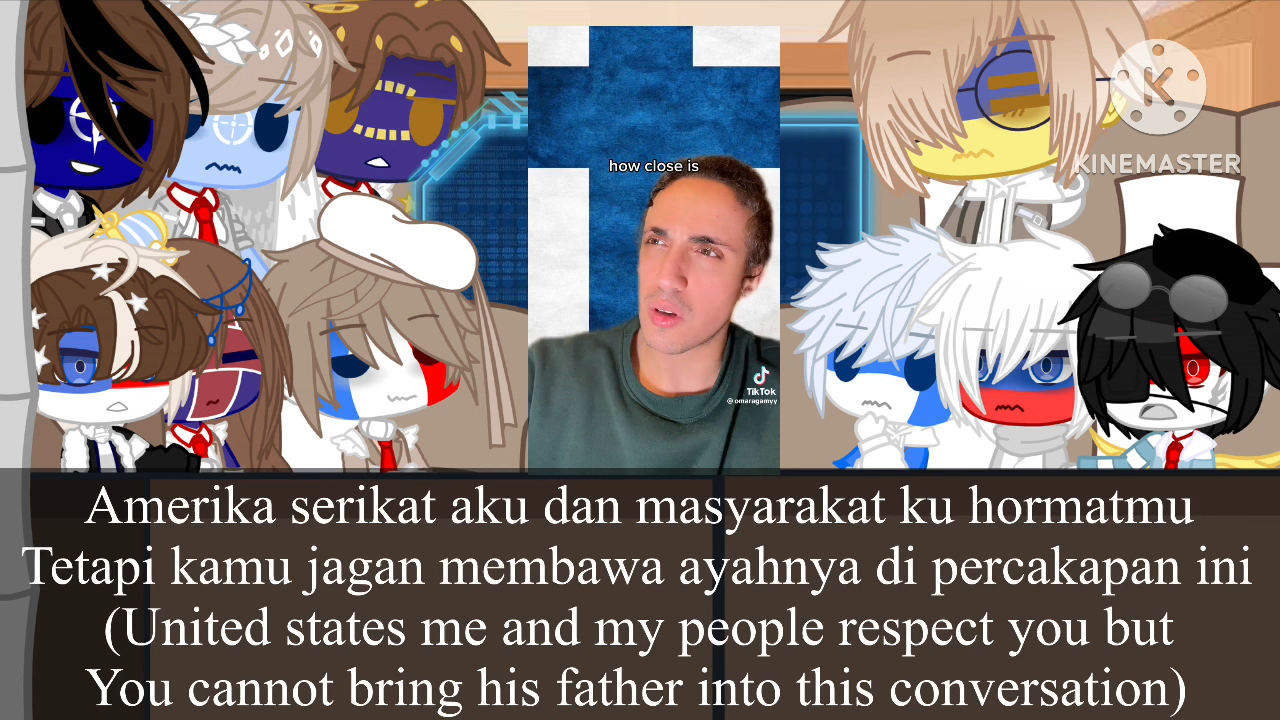 how close is
K
KINEMASTER
TikTok
@omaragamyy
Amerika serikat aku dan masyarakat ku hormatmu
Tetapi kamu jagan membawa ayahnya di percakapan ini
(United states me and my people respect you but
You cannot bring his father into this conversation)